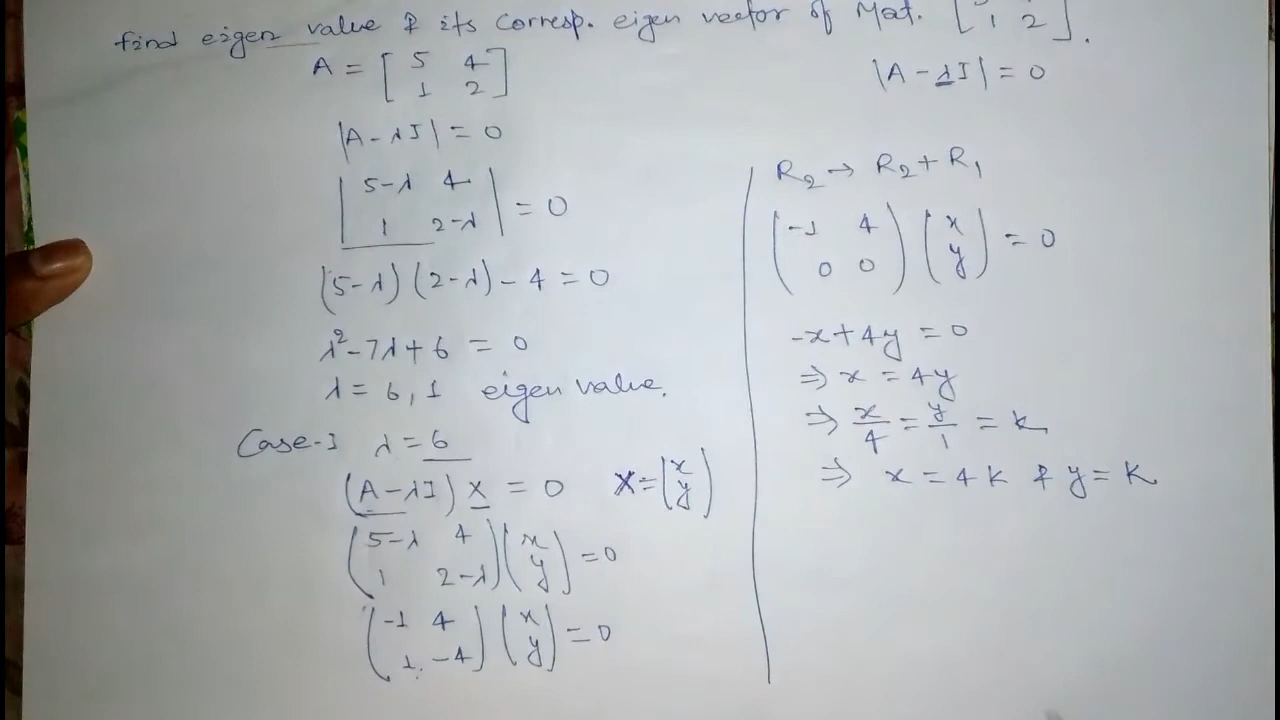 find eigen value & its corresp. eigen vector of Mat. [ 1 2 ].
A = [ 5 4
1 2 ]
|A - λI| = 0
|A - λI| = 0
| 5-λ 4
1 2-λ | = 0
(5-λ) (2-λ) - 4 = 0
λ² - 7λ + 6 = 0
λ = 6, 1 eigen value.
Case-I λ = 6
(A - λI) X = 0 X = ( x
y )
( 5-λ 4
1 2-λ ) ( x
y ) = 0
( -1 4
1 -4 ) ( x
y ) = 0
R₂ → R₂ + R₁
( -1 4
0 0 ) ( x
y ) = 0
-x + 4y = 0
⇒ x = 4y
⇒ x/4 = y/1 = k
⇒ x = 4k & y = k